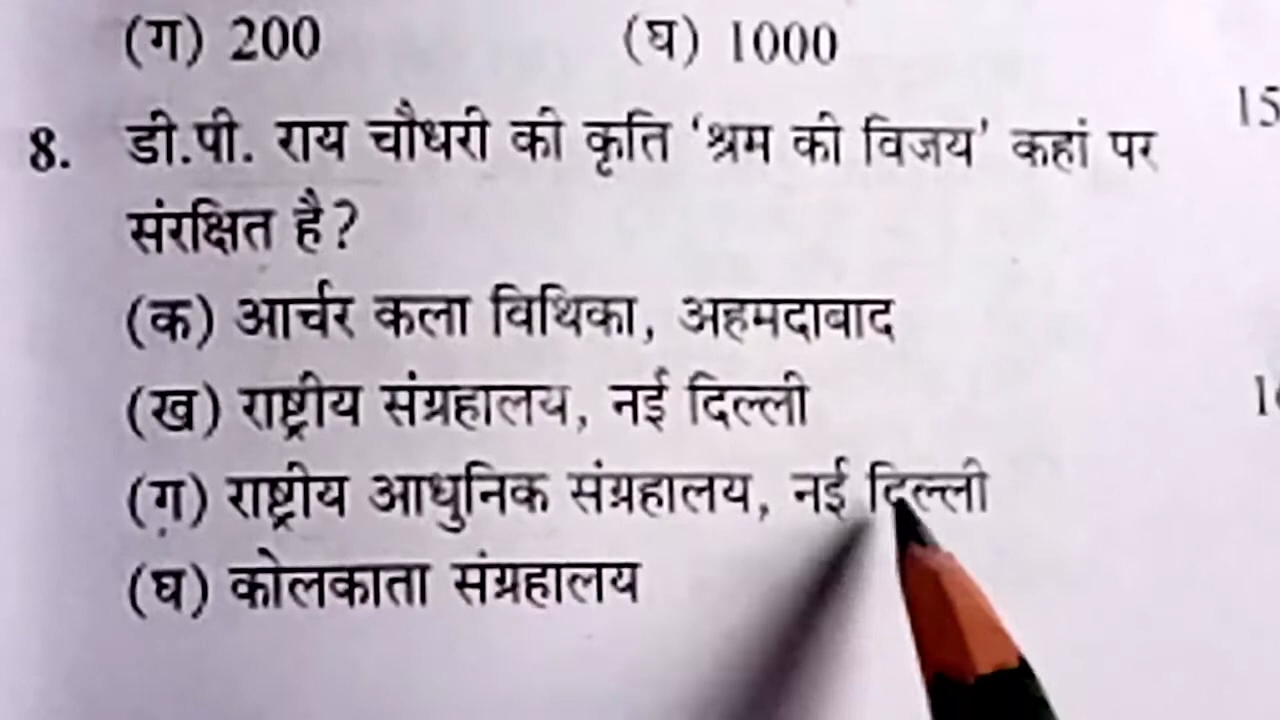 (ग) 200 (घ) 1000
8. डी.पी. राय चौधरी की कृति ‘श्रम की विजय’ कहां पर
15
संरक्षित है?
(क) आर्चर कला विथिका, अहमदाबाद
(ख) राष्ट्रीय संग्रहालय, नई दिल्ली
(ग) राष्ट्रीय आधुनिक संग्रहालय, नई दिल्ली
(घ) कोलकाता संग्रहालय